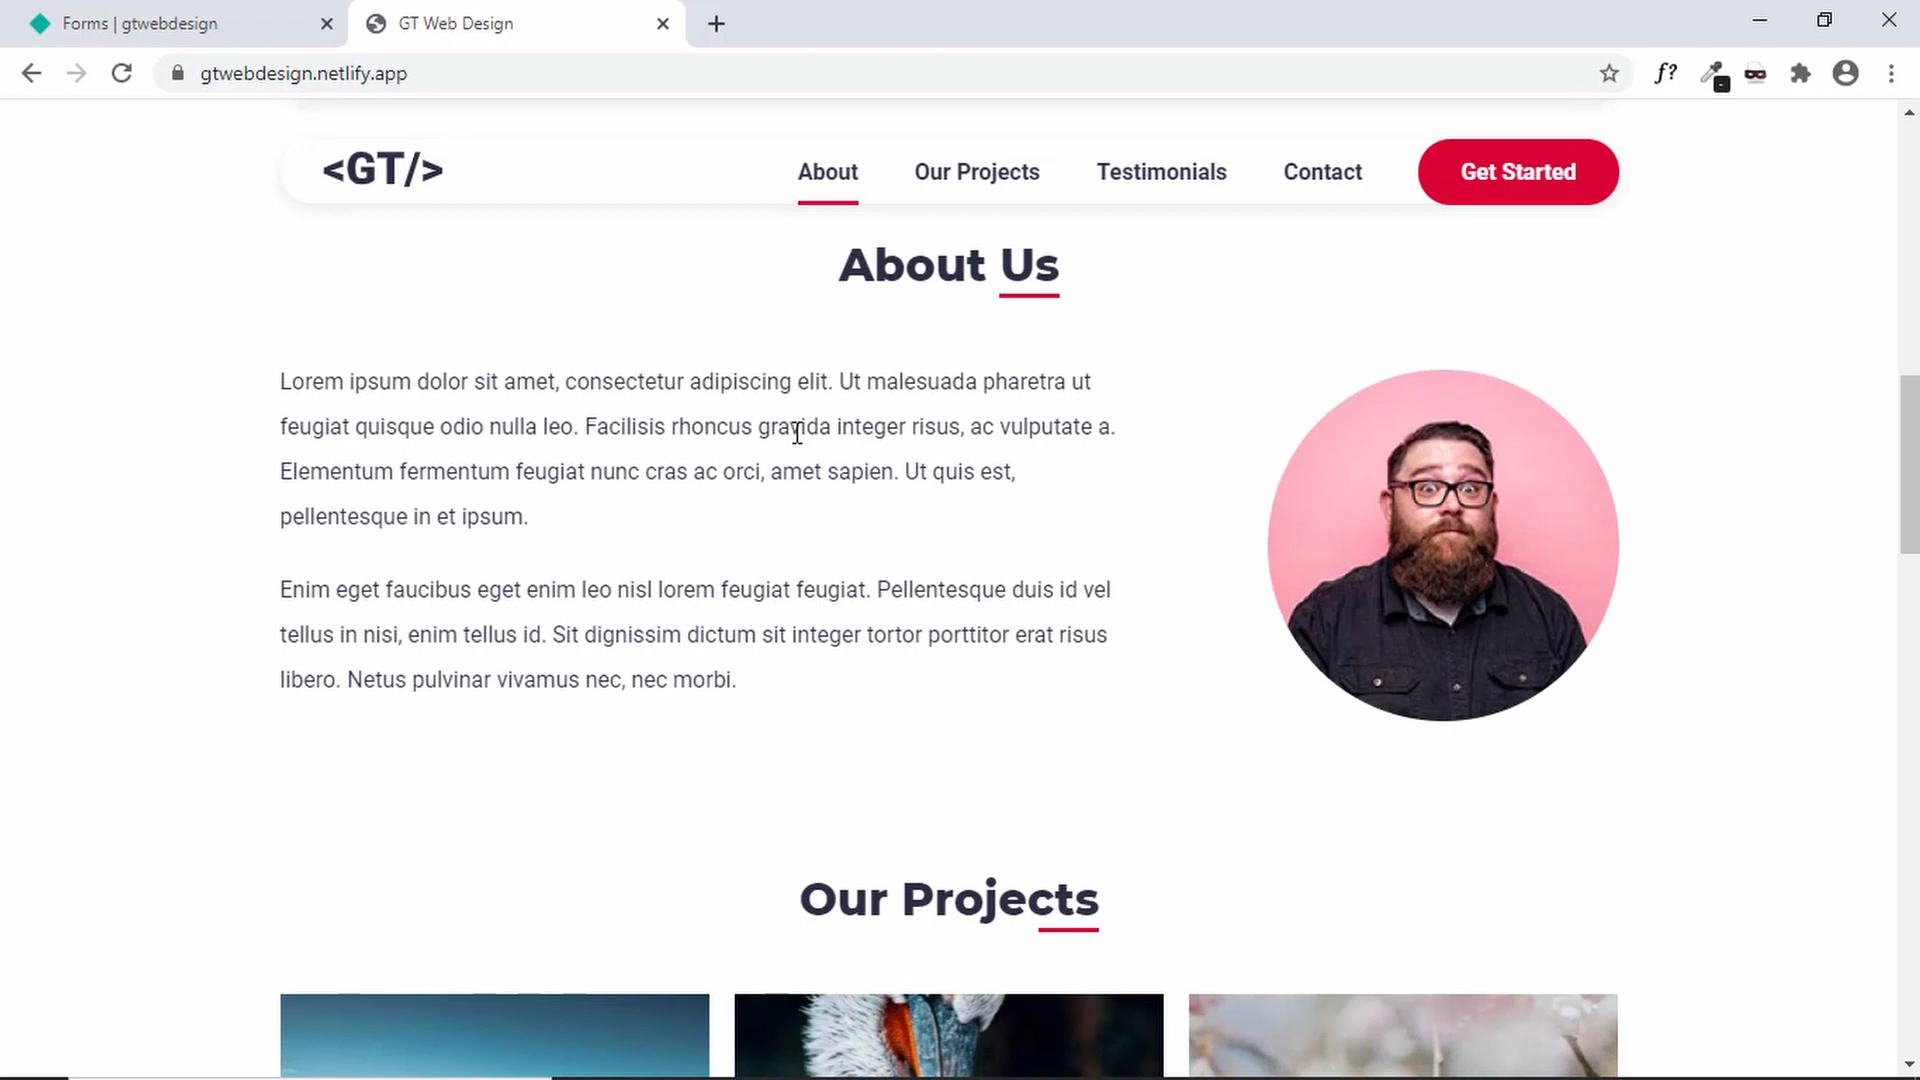 Forms | gtwebdesign
GT Web Design
gtwebdesign.netlify.app
f?
<GT/>
About
Our Projects
Testimonials
Contact
Get Started
About Us
Lorem ipsum dolor sit amet, consectetur adipiscing elit. Ut malesuada pharetra ut
feugiat quisque odio nulla leo. Facilisis rhoncus gravida integer risus, ac vulputate a.
Elementum fermentum feugiat nunc cras ac orci, amet sapien. Ut quis est,
pellentesque in et ipsum.
Enim eget faucibus eget enim leo nisl lorem feugiat feugiat. Pellentesque duis id vel
tellus in nisi, enim tellus id. Sit dignissim dictum sit integer tortor porttitor erat risus
libero. Netus pulvinar vivamus nec, nec morbi.
Our Projects